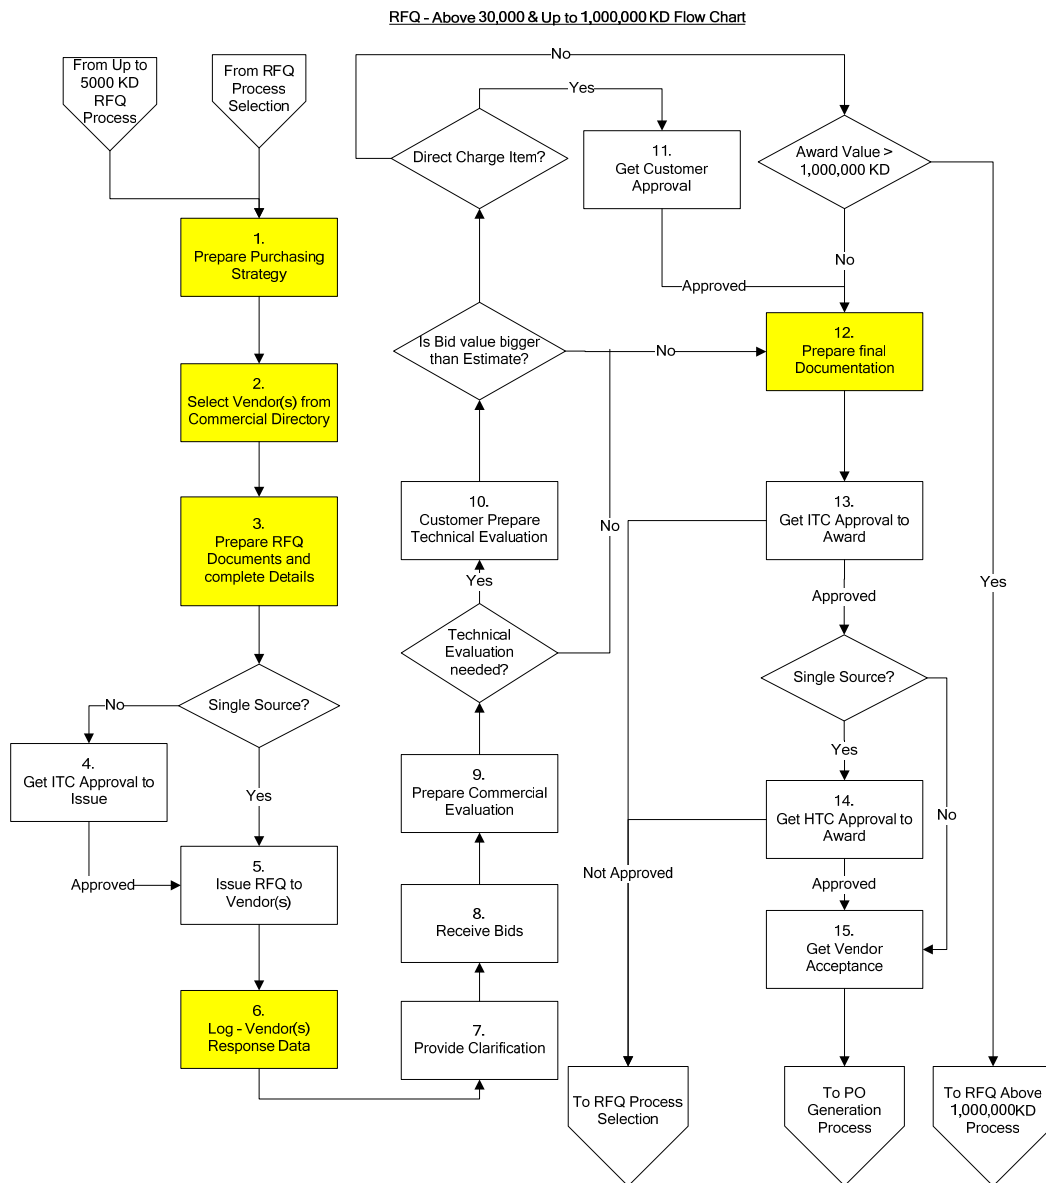 RFQ - Above 30,000 & Up to 1,000,000 KD Flow Chart
From Up to
5000 KD
RFQ
Process
From RFQ
Process
Selection
1.
Prepare Purchasing
Strategy
2.
Select Vendor(s) from
Commercial Directory
3.
Prepare RFQ
Documents and
complete Details
Single Source?
No
4.
Get ITC Approval to
Issue
Yes
Approved
5.
Issue RFQ to
Vendor(s)
6.
Log - Vendor(s)
Response Data
7.
Provide Clarification
8.
Receive Bids
9.
Prepare Commercial
Evaluation
Technical
Evaluation
needed?
Yes
No
10.
Customer Prepare
Technical Evaluation
Is Bid value bigger
than Estimate?
No
Direct Charge Item?
No
Yes
11.
Get Customer
Approval
Approved
Award Value >
1,000,000 KD
No
Yes
12.
Prepare final
Documentation
13.
Get ITC Approval to
Award
Approved
Single Source?
Yes
No
14.
Get HTC Approval to
Award
Not Approved
Approved
15.
Get Vendor
Acceptance
To RFQ Process
Selection
To PO
Generation
Process
To RFQ Above
1,000,000KD
Process